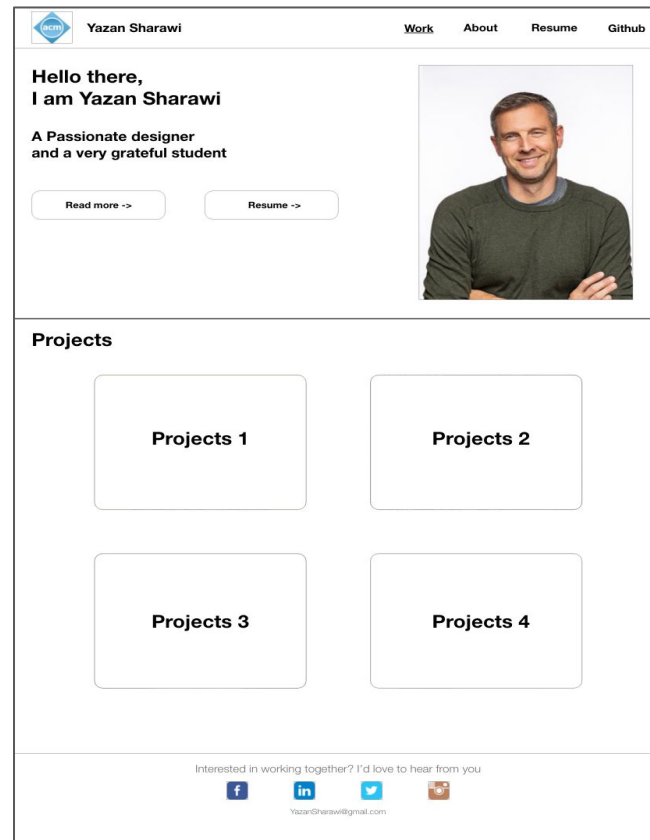 acm
Yazan Sharawi
Work
About
Resume
Github
Hello there,
I am Yazan Sharawi
A Passionate designer
and a very grateful student
Read more ->
Resume ->
Projects
Projects 1
Projects 2
Projects 3
Projects 4
Interested in working together? I'd love to hear from you
f
in
YazanSharawi@gmail.com